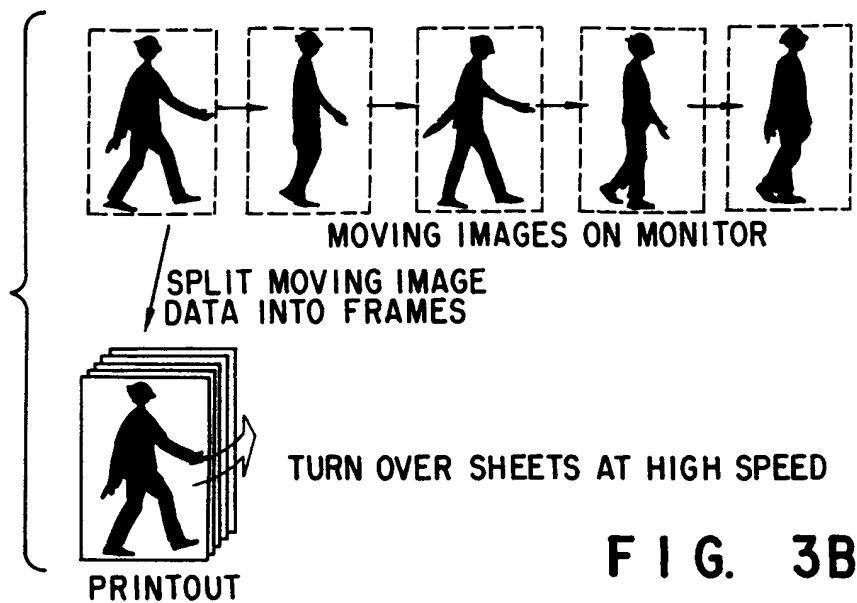 MOVING IMAGES ON MONITOR
SPLIT MOVING IMAGE
DATA INTO FRAMES
TURN OVER SHEETS AT HIGH SPEED
PRINTOUT
FIG. 3B